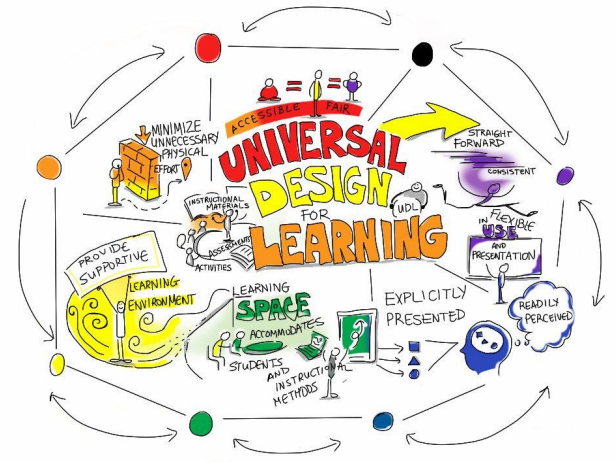 ACCESSIBLE FAIR
UNIVERSAL
DESIGN
FOR
LEARNING
UDL
STRAIGHT
FORWARD
CONSISTENT
FLEXIBLE
IN USE
AND
PRESENTATION
READILY
PERCEIVED
EXPLICITLY
PRESENTED
LEARNING
SPACE
ACCOMMODATES
STUDENTS
AND
INSTRUCTIONAL
METHODS
PROVIDE
SUPPORTIVE
LEARNING
ENVIRONMENT
MINIMIZE
UNNECESSARY
PHYSICAL
EFFORT
INSTRUCTIONAL
MATERIALS
ASSESSMENTS
ACTIVITIES